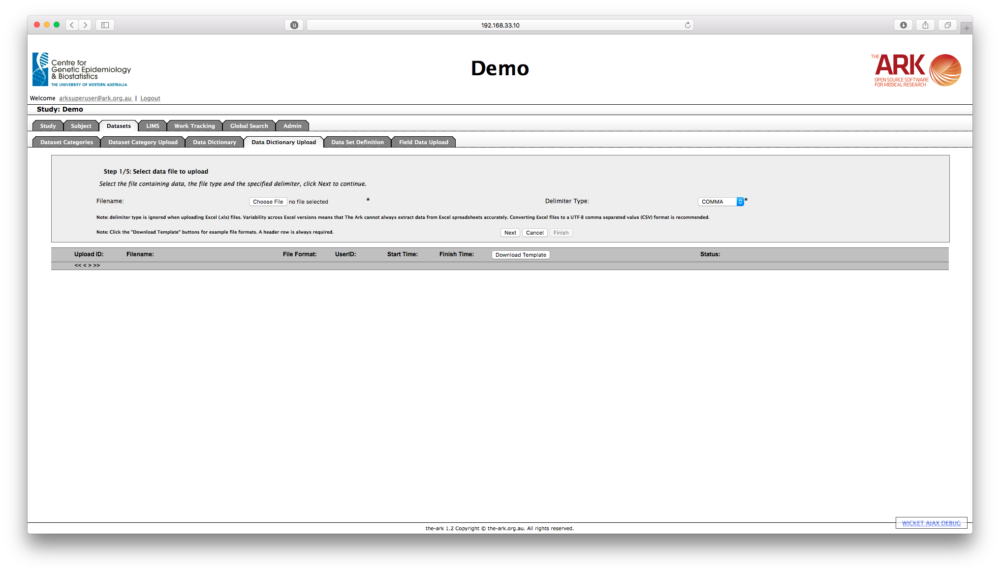 192.168.33.10
Centre for
Genetic Epidemiology
& Biostatistics
THE UNIVERSITY OF WESTERN AUSTRALIA
Demo
THE ARK
OPEN SOURCE SOFTWARE
FOR MEDICAL RESEARCH
Welcome arksuperuser@ark.org.au | Logout
Study: Demo
Study Subject Datasets LIMS Work Tracking Global Search Admin
Dataset Categories Dataset Category Upload Data Dictionary Data Dictionary Upload Data Set Definition Field Data Upload
Step 1/5: Select data file to upload
Select the file containing data, the file type and the specified delimiter, click Next to continue.
Filename: Choose File no file selected * Delimiter Type: COMMA *
Note: delimiter type is ignored when uploading Excel (.xls) files. Variability across Excel versions means that The Ark cannot always extract data from Excel spreadsheets accurately. Converting Excel files to a UTF-8 comma separated value (CSV) format is recommended.
Note: Click the "Download Template" buttons for example file formats. A header row is always required. Next Cancel Finish
Upload ID: Filename: File Format: UserID: Start Time: Finish Time: Download Template Status:
<< < > >>
WICKET AJAX DEBUG
the-ark 1.2 Copyright © the-ark.org.au. All rights reserved.